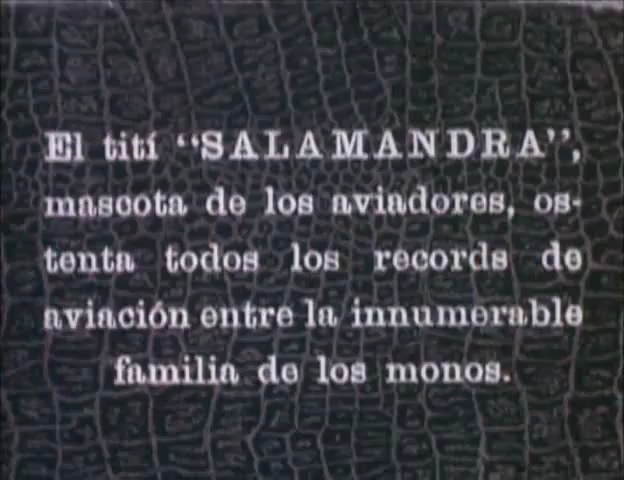 El tití “SALAMANDRA”,
mascota de los aviadores, os-
tenta todos los records de
aviación entre la innumerable
familia de los monos.